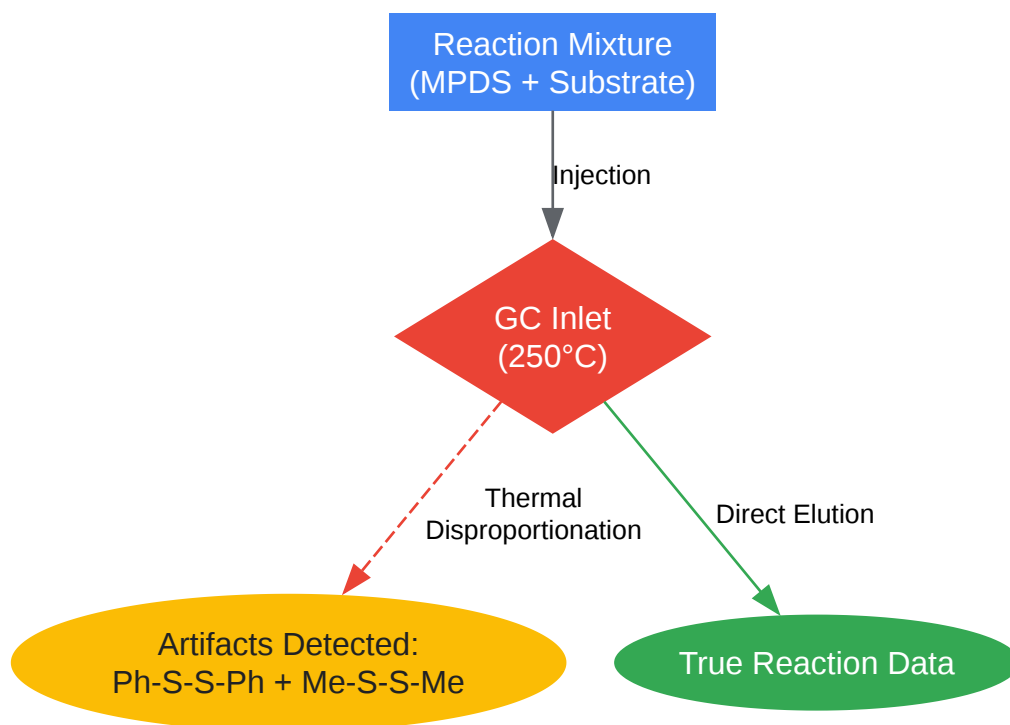 Reaction Mixture
(MPDS + Substrate)
Injection
GC Inlet
(250°C)
Thermal
Disproportionation
Direct Elution
Artifacts Detected:
Ph-S-S-Ph + Me-S-S-Me
True Reaction Data